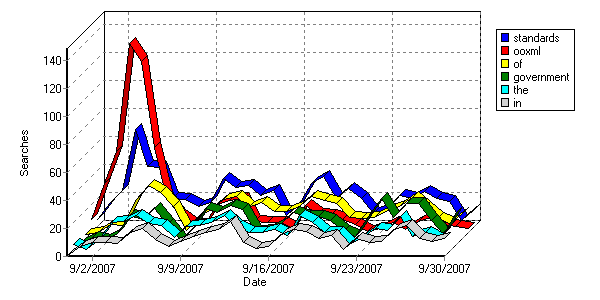 standards
ooxml
of
government
the
in
140
120
100
80
60
40
20
0
Searches
9/2/2007 9/9/2007 9/16/2007 9/23/2007 9/30/2007
Date